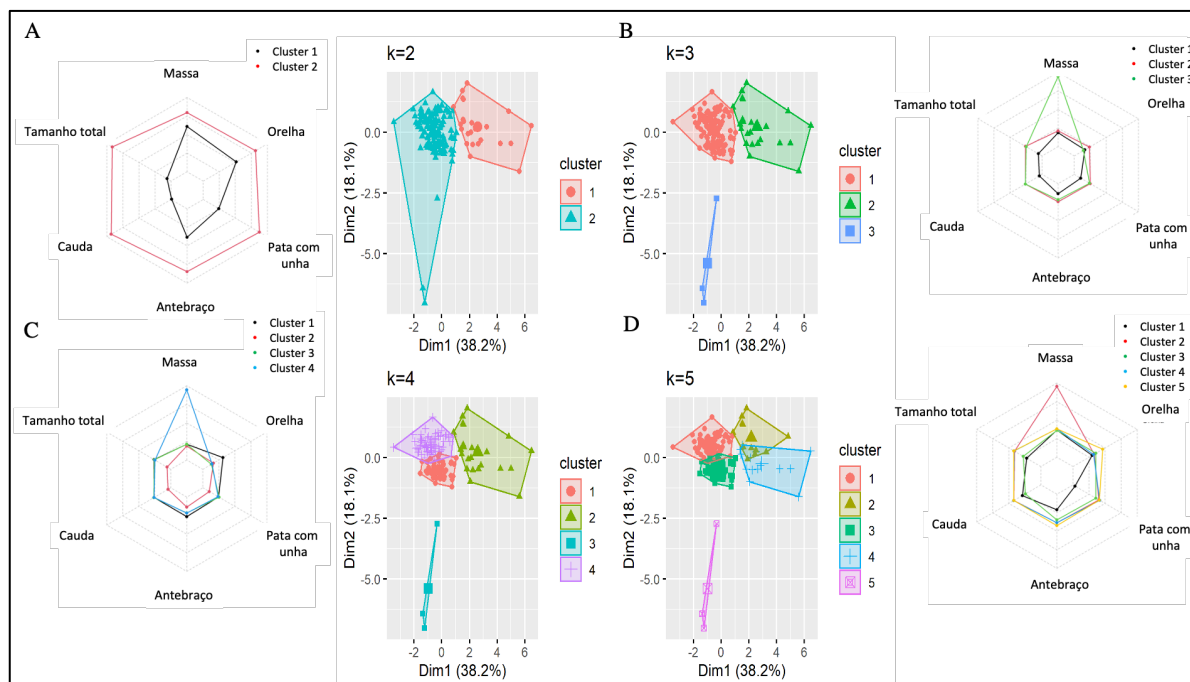 A
Cluster 1
Cluster 2
Massa
Tamanho total
Orelha
Cauda
Pata com
unha
Antebraço
k=2
0.0
-2.5
-5.0
Dim2 (18.1%)
-2 0 2 4 6
Dim1 (38.2%)
cluster
1
2
B
k=3
0.0
-2.5
-5.0
Dim2 (18.1%)
-2 0 2 4 6
Dim1 (38.2%)
cluster
1
2
3
Cluster 1
Cluster 2
Cluster 3
Massa
Tamanho total
Orelha
Cauda
Pata com
unha
Antebraço
C
Cluster 1
Cluster 2
Cluster 3
Cluster 4
Massa
Tamanho total
Orelha
Cauda
Pata com
unha
Antebraço
k=4
0.0
-2.5
-5.0
Dim2 (18.1%)
-2 0 2 4 6
Dim1 (38.2%)
cluster
1
2
3
4
D
k=5
0.0
-2.5
-5.0
Dim2 (18.1%)
-2 0 2 4 6
Dim1 (38.2%)
cluster
1
2
3
4
5
Cluster 1
Cluster 2
Cluster 3
Cluster 4
Cluster 5
Massa
Tamanho total
Orelha
Cauda
Pata com
unha
Antebraço